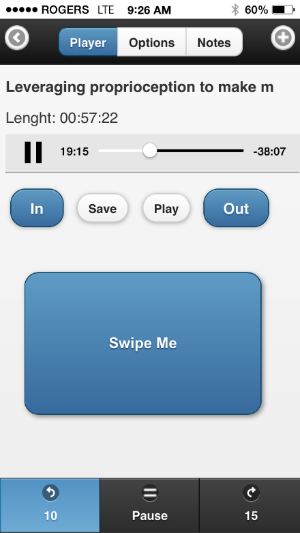 ROGERS LTE 9:26 AM 60%
Player Options Notes
Leveraging proprioception to make m
Lenght: 00:57:22
19:15 -38:07
In Save Play Out
Swipe Me
10 Pause 15